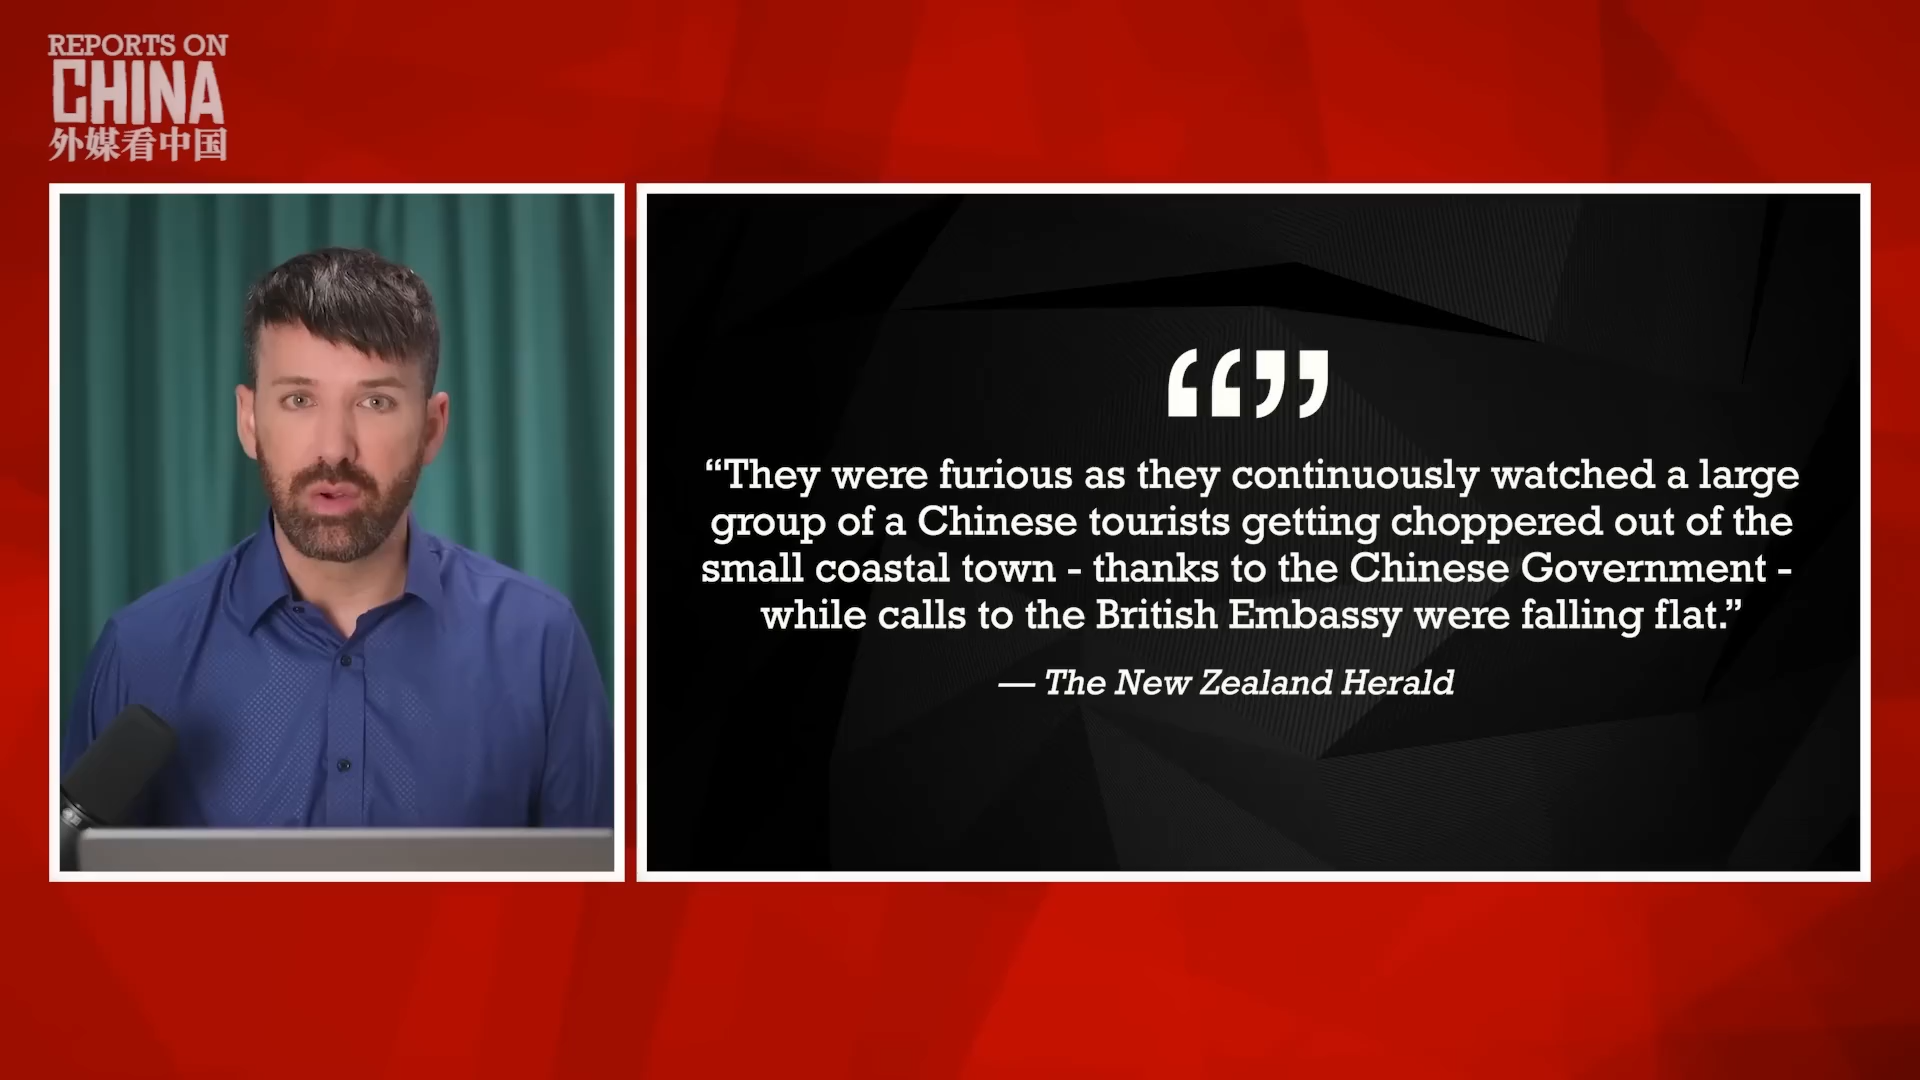 REPORTS ON
CHINA
外媒看中国
“”
“They were furious as they continuously watched a large
group of a Chinese tourists getting choppered out of the
small coastal town - thanks to the Chinese Government -
while calls to the British Embassy were falling flat.”
— The New Zealand Herald